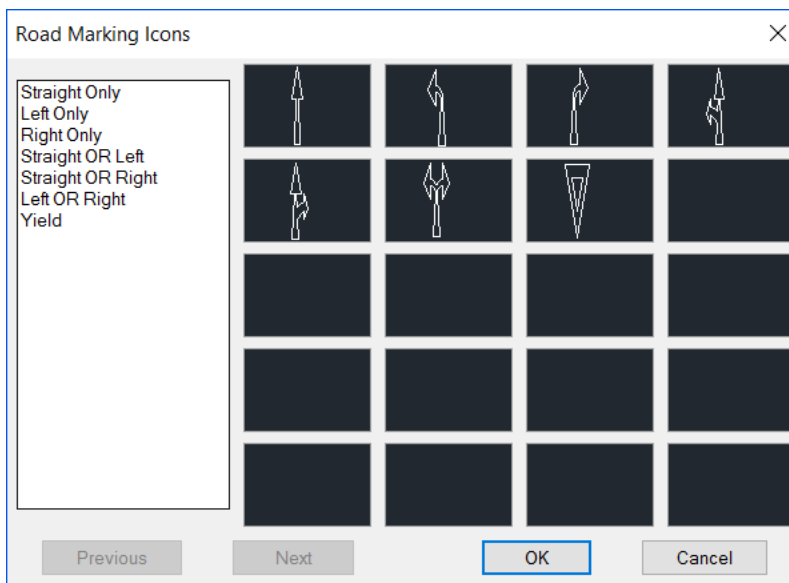 Road Marking Icons
Straight Only
Left Only
Right Only
Straight OR Left
Straight OR Right
Left OR Right
Yield
Previous
Next
OK
Cancel